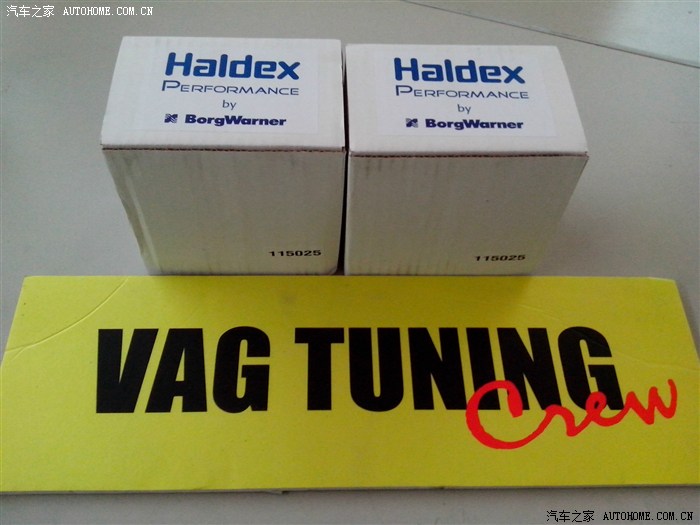 汽车之家 AUTOHOME.COM.CN
Haldex
PERFORMANCE
by
BorgWarner
115025
Haldex
PERFORMANCE
by
BorgWarner
115025
VAG TUNING
Crew
汽车之家 AUTOHOME.COM.CN